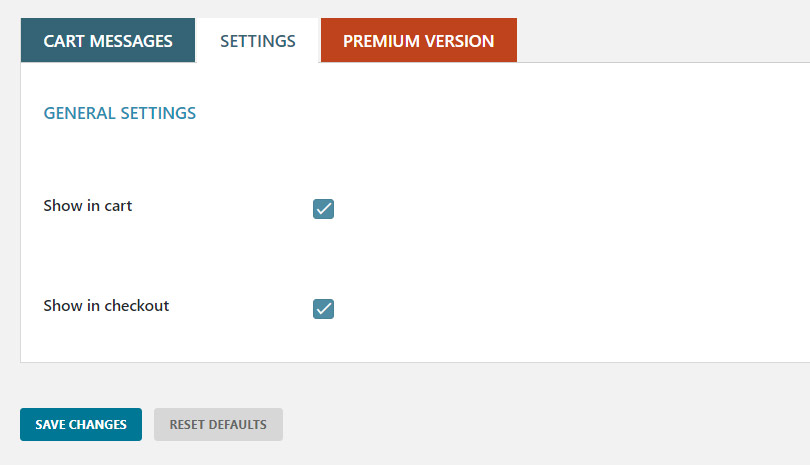 CART MESSAGES SETTINGS PREMIUM VERSION
GENERAL SETTINGS
Show in cart
Show in checkout
SAVE CHANGES RESET DEFAULTS